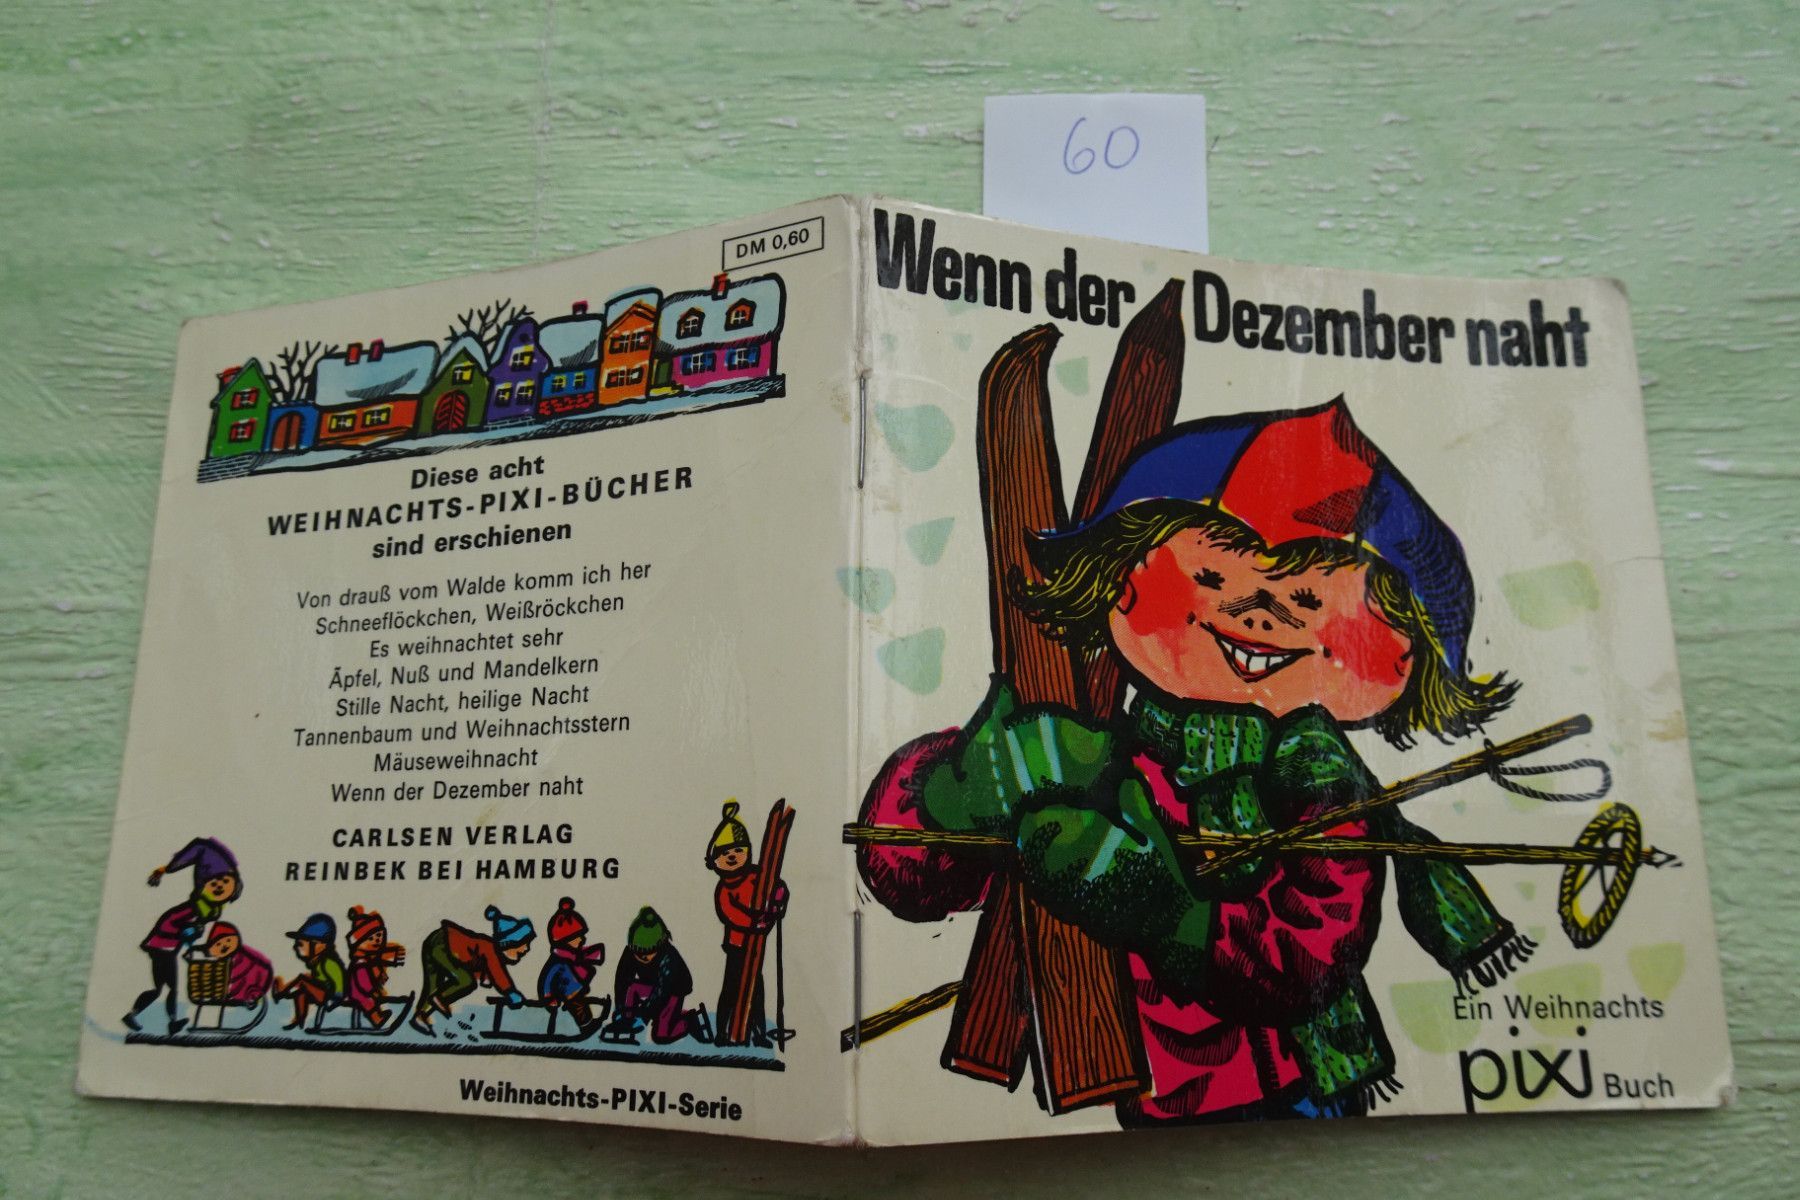 60
DM 0,60
Diese acht
WEIHNACHTS-PIXI-BÜCHER
sind erschienen
Von drauß vom Walde komm ich her
Schneeflöckchen, Weißröckchen
Es weihnachtet sehr
Äpfel, Nuß und Mandelkern
Stille Nacht, heilige Nacht
Tannenbaum und Weihnachtsstern
Mäuseweihnacht
Wenn der Dezember naht
CARLSEN VERLAG
REINBEK BEI HAMBURG
Weihnachts-PIXI-Serie
Wenn der Dezember naht
Ein Weihnachts
pixi Buch